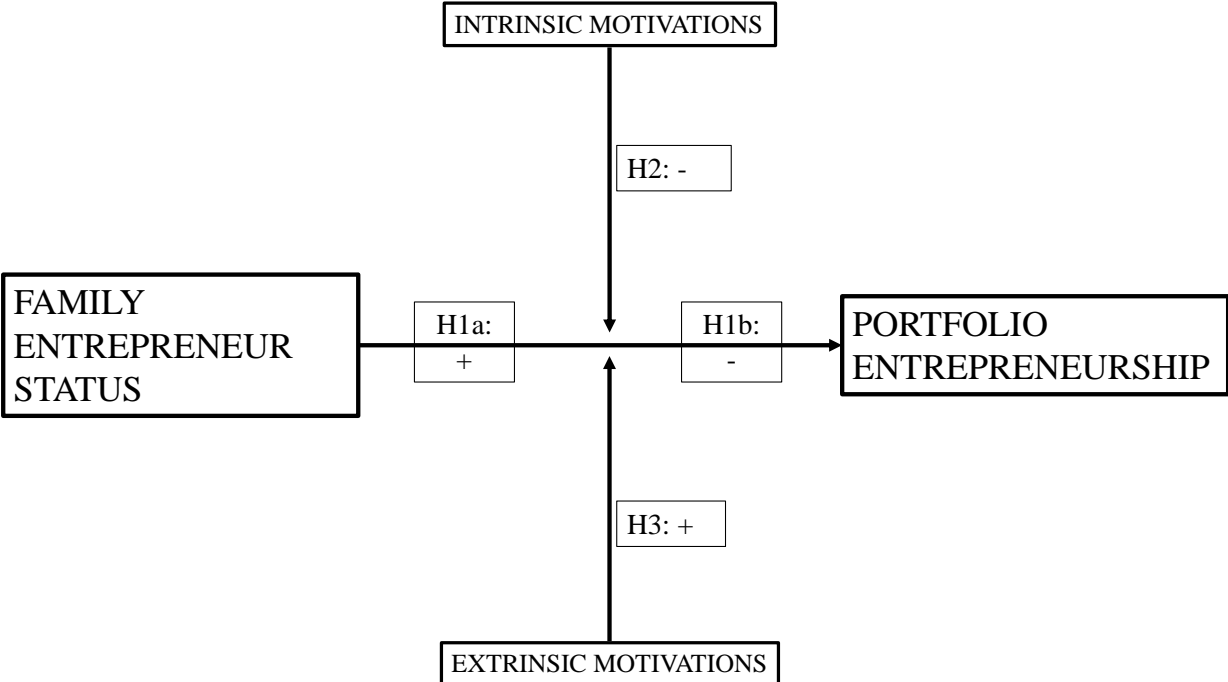 INTRINSIC MOTIVATIONS
H2: -
FAMILY
ENTREPRENEUR
STATUS
H1a:
+
H1b:
-
PORTFOLIO
ENTREPRENEURSHIP
H3: +
EXTRINSIC MOTIVATIONS